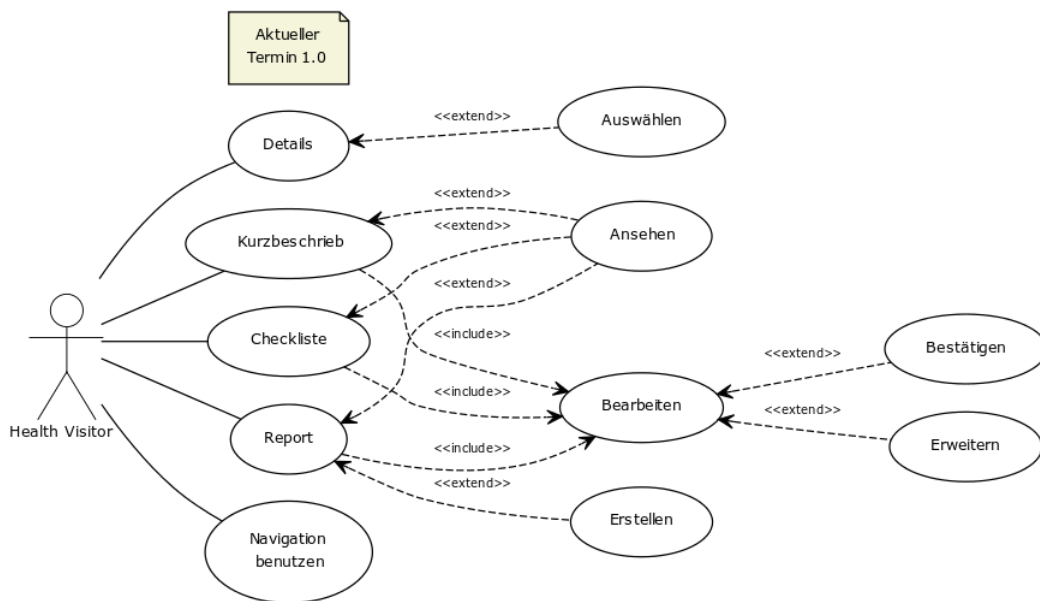 Aktueller
Termin 1.0
<<extend>>
Auswählen
Details
<<extend>>
Kurzbeschrieb
<<extend>>
Ansehen
<<extend>>
<<include>>
Checkliste
Bestätigen
<<extend>>
<<include>>
Bearbeiten
<<extend>>
Health Visitor
Report
<<include>>
Erweitern
<<extend>>
Erstellen
Navigation
benutzen